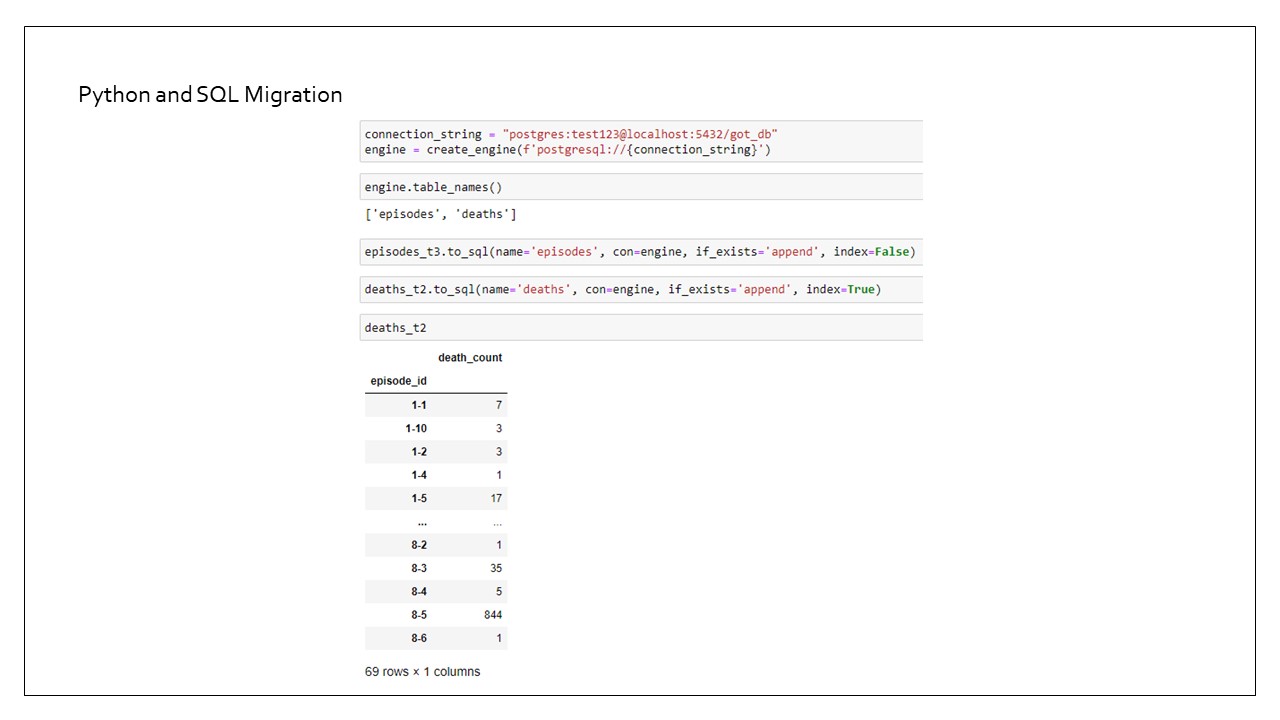 Python and SQL Migration
connection_string = "postgres:test123@localhost:5432/got_db"
engine = create_engine(f'postgresql://{connection_string}')
engine.table_names()
['episodes', 'deaths']
episodes_t3.to_sql(name='episodes', con=engine, if_exists='append', index=False)
deaths_t2.to_sql(name='deaths', con=engine, if_exists='append', index=True)
deaths_t2
death_count
episode_id
1-1 7
1-10 3
1-2 3
1-4 1
1-5 17
... ...
8-2 1
8-3 35
8-4 5
8-5 844
8-6 1
69 rows × 1 columns